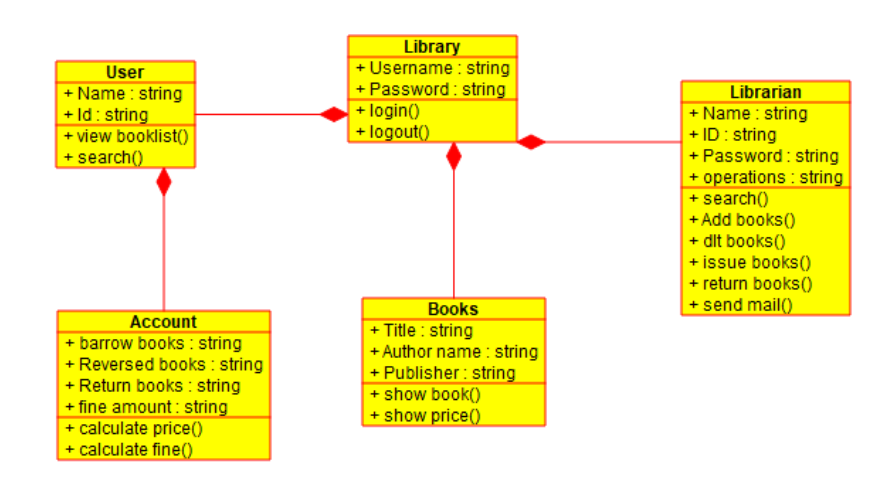 Library
+ Username : string
+ Password : string
+ login()
+ logout()
User
+ Name : string
+ Id : string
+ view booklist()
+ search()
Librarian
+ Name : string
+ ID : string
+ Password : string
+ operations : string
+ search()
+ Add books()
+ dlt books()
+ issue books()
+ return books()
+ send mail()
Account
+ barrow books : string
+ Reversed books : string
+ Return books : string
+ fine amount : string
+ calculate price()
+ calculate fine()
Books
+ Title : string
+ Author name : string
+ Publisher : string
+ show book()
+ show price()